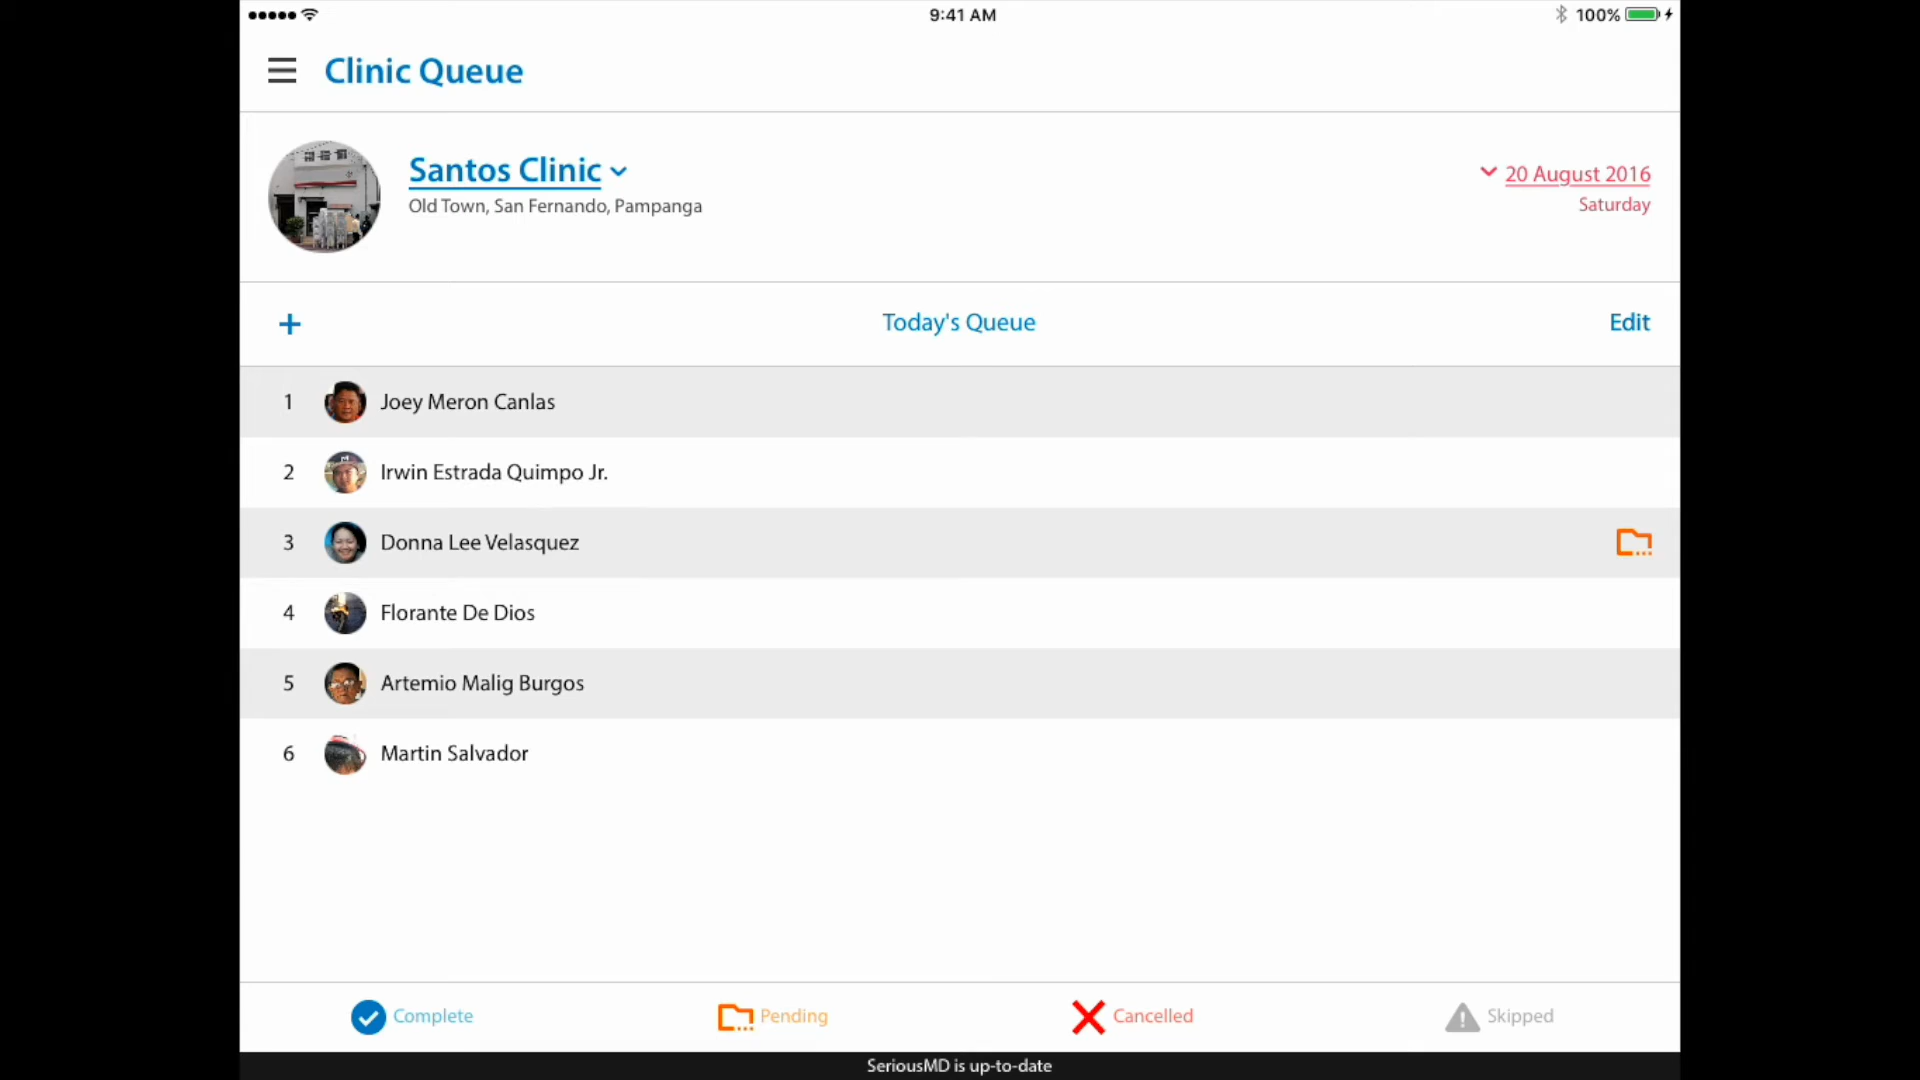 9:41 AM
100%
Clinic Queue
Santos Clinic
Old Town, San Fernando, Pampanga
20 August 2016
Saturday
Today's Queue
Edit
1 Joey Meron Canlas
2 Irwin Estrada Quimpo Jr.
3 Donna Lee Velasquez
4 Florante De Dios
5 Artemio Malig Burgos
6 Martin Salvador
Complete
Pending
Cancelled
Skipped
SeriousMD is up-to-date